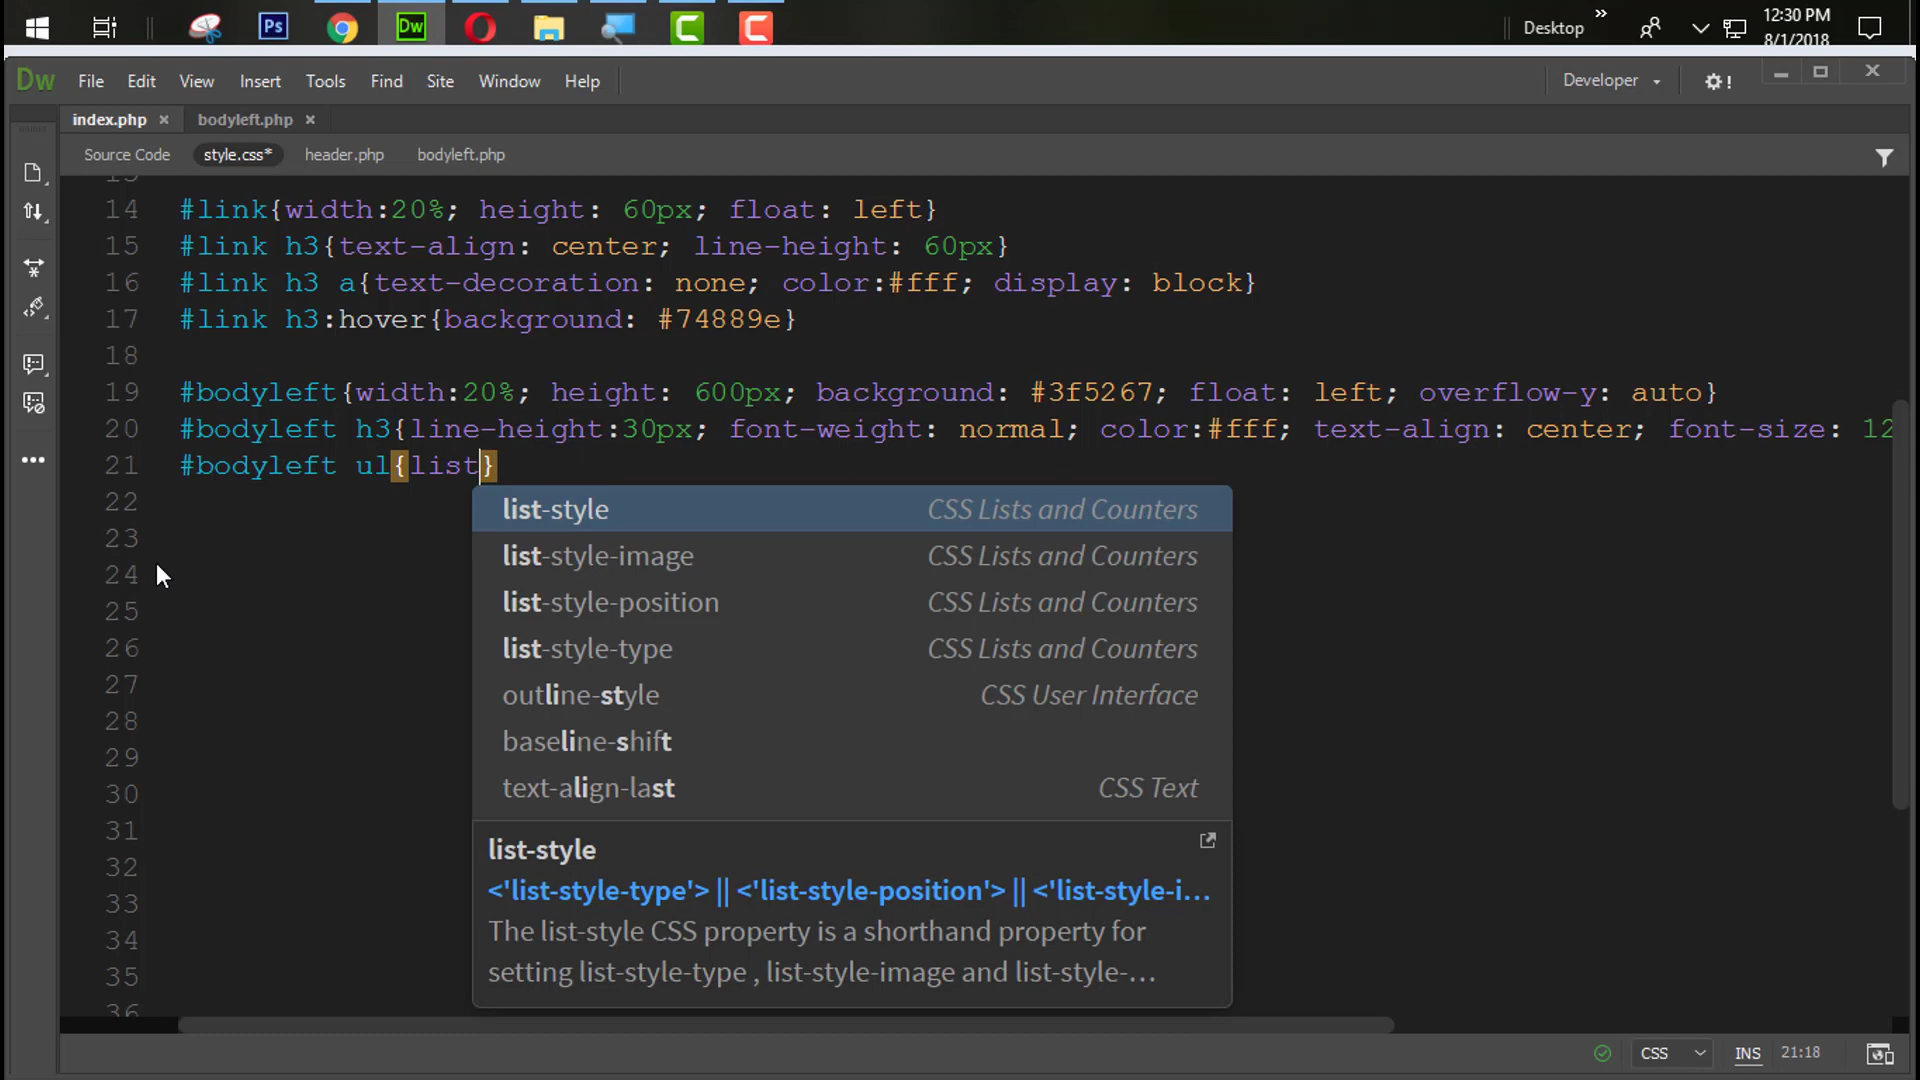 Ps
Dw
Desktop
»
12:30 PM
8/1/2018
Dw File Edit View Insert Tools Find Site Window Help
Developer
!
index.php × bodyleft.php ×
Source Code style.css* header.php bodyleft.php
14 #link{width:20%; height: 60px; float: left}
15 #link h3{text-align: center; line-height: 60px}
16 #link h3 a{text-decoration: none; color:#fff; display: block}
17 #link h3:hover{background: #74889e}
18
19 #bodyleft{width:20%; height: 600px; background: #3f5267; float: left; overflow-y: auto}
20 #bodyleft h3{line-height:30px; font-weight: normal; color:#fff; text-align: center; font-size: 12
21 #bodyleft ul{list}
22
23
24
25
26
27
28
29
30
31
32
33
34
35
36
list-style CSS Lists and Counters
list-style-image CSS Lists and Counters
list-style-position CSS Lists and Counters
list-style-type CSS Lists and Counters
outline-style CSS User Interface
baseline-shift
text-align-last CSS Text
list-style
<'list-style-type'> || <'list-style-position'> || <'list-style-i...
The list-style CSS property is a shorthand property for
setting list-style-type , list-style-image and list-style-...
CSS INS 21:18